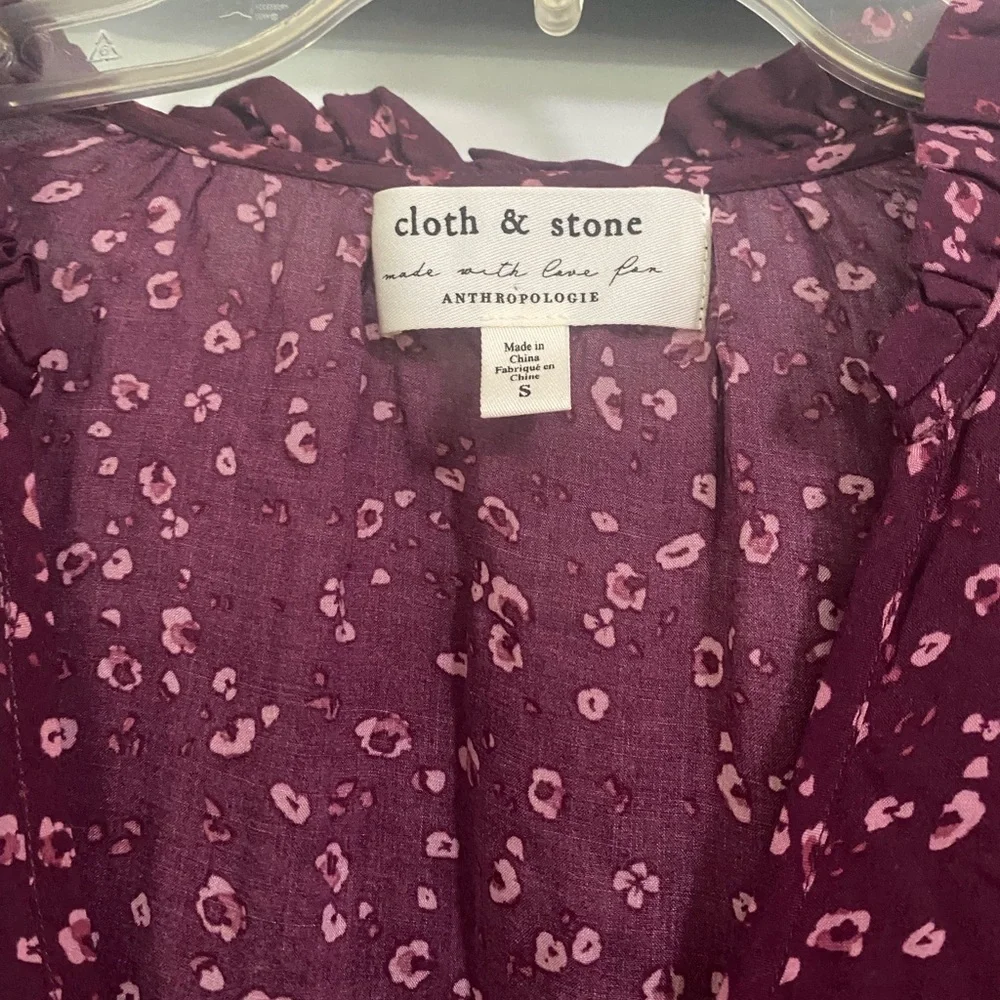 cloth & stone
made with love for
ANTHROPOLOGIE
Made in
China
Fabriqué en
Chine
S